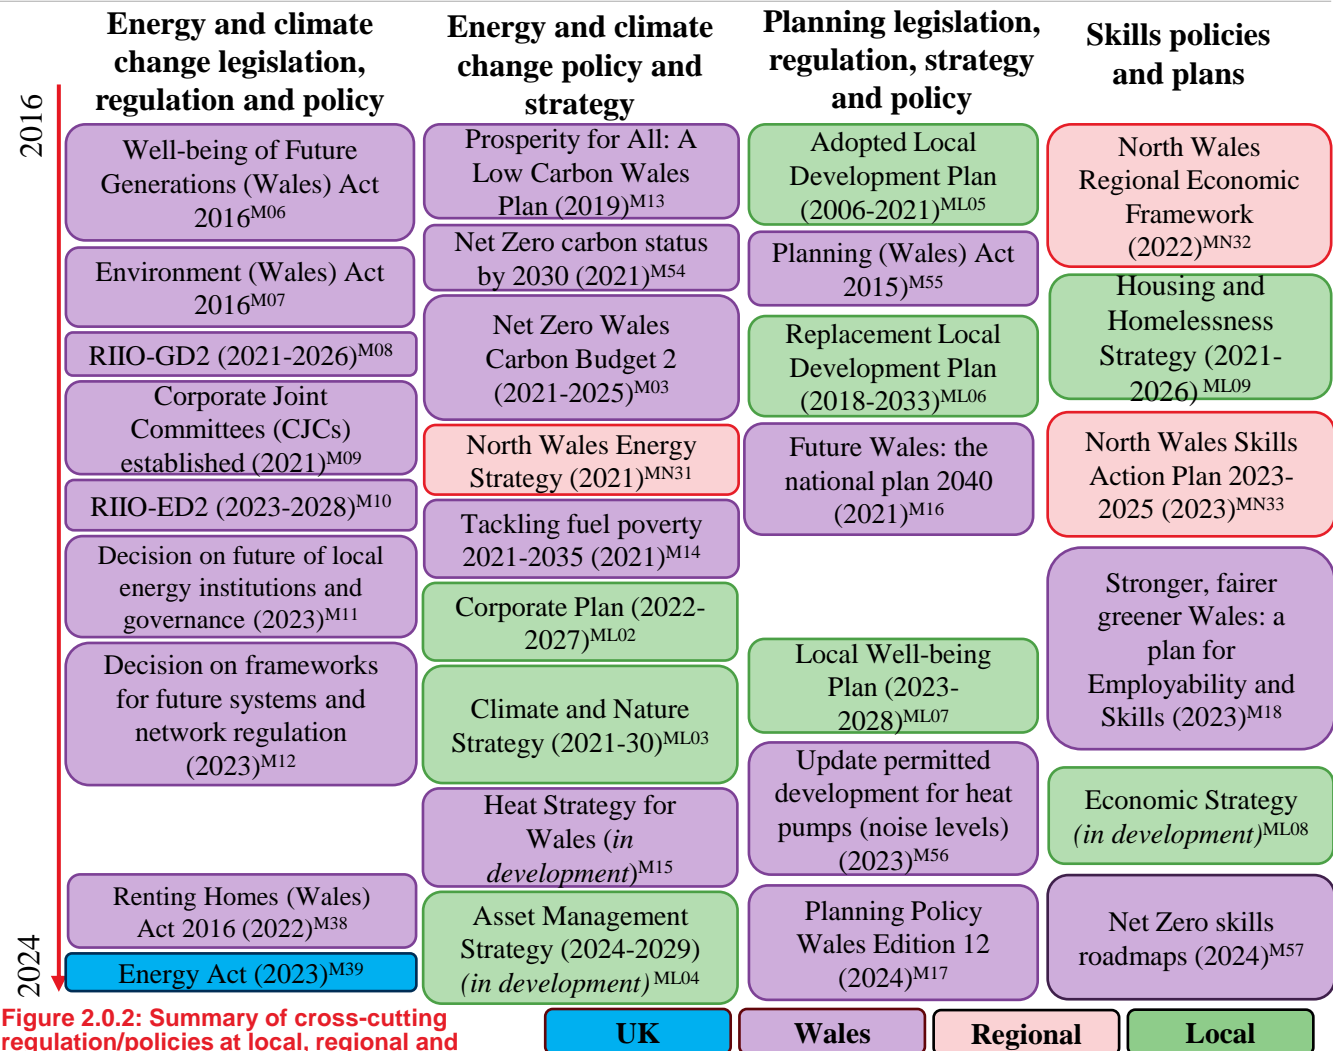 Energy and climate
change legislation,
regulation and policy
Energy and climate
change policy and
strategy
Planning legislation,
regulation, strategy
and policy
Skills policies
and plans
2016
2024
Well-being of Future
Generations (Wales) Act
2016M06
Environment (Wales) Act
2016M07
RIIO-GD2 (2021-2026)M08
Corporate Joint
Committees (CJCs)
established (2021)M09
RIIO-ED2 (2023-2028)M10
Decision on future of local
energy institutions and
governance (2023)M11
Decision on frameworks
for future systems and
network regulation
(2023)M12
Renting Homes (Wales)
Act 2016 (2022)M38
Energy Act (2023)M39
Prosperity for All: A
Low Carbon Wales
Plan (2019)M13
Net Zero carbon status
by 2030 (2021)M54
Net Zero Wales
Carbon Budget 2
(2021-2025)M03
North Wales Energy
Strategy (2021)MN31
Tackling fuel poverty
2021-2035 (2021)M14
Corporate Plan (2022-
2027)ML02
Climate and Nature
Strategy (2021-30)ML03
Heat Strategy for
Wales (in
development)M15
Asset Management
Strategy (2024-2029)
(in development)ML04
Adopted Local
Development Plan
(2006-2021)ML05
Planning (Wales) Act
2015)M55
Replacement Local
Development Plan
(2018-2033)ML06
Future Wales: the
national plan 2040
(2021)M16
Local Well-being
Plan (2023-
2028)ML07
Update permitted
development for heat
pumps (noise levels)
(2023)M56
Planning Policy
Wales Edition 12
(2024)M17
North Wales
Regional Economic
Framework
(2022)MN32
Housing and
Homelessness
Strategy (2021-
2026) ML09
North Wales Skills
Action Plan 2023-
2025 (2023)MN33
Stronger, fairer
greener Wales: a
plan for
Employability and
Skills (2023)M18
Economic Strategy
(in development)ML08
Net Zero skills
roadmaps (2024)M57
Figure 2.0.2: Summary of cross-cutting
regulation/policies at local, regional and
UK
Wales
Regional
Local